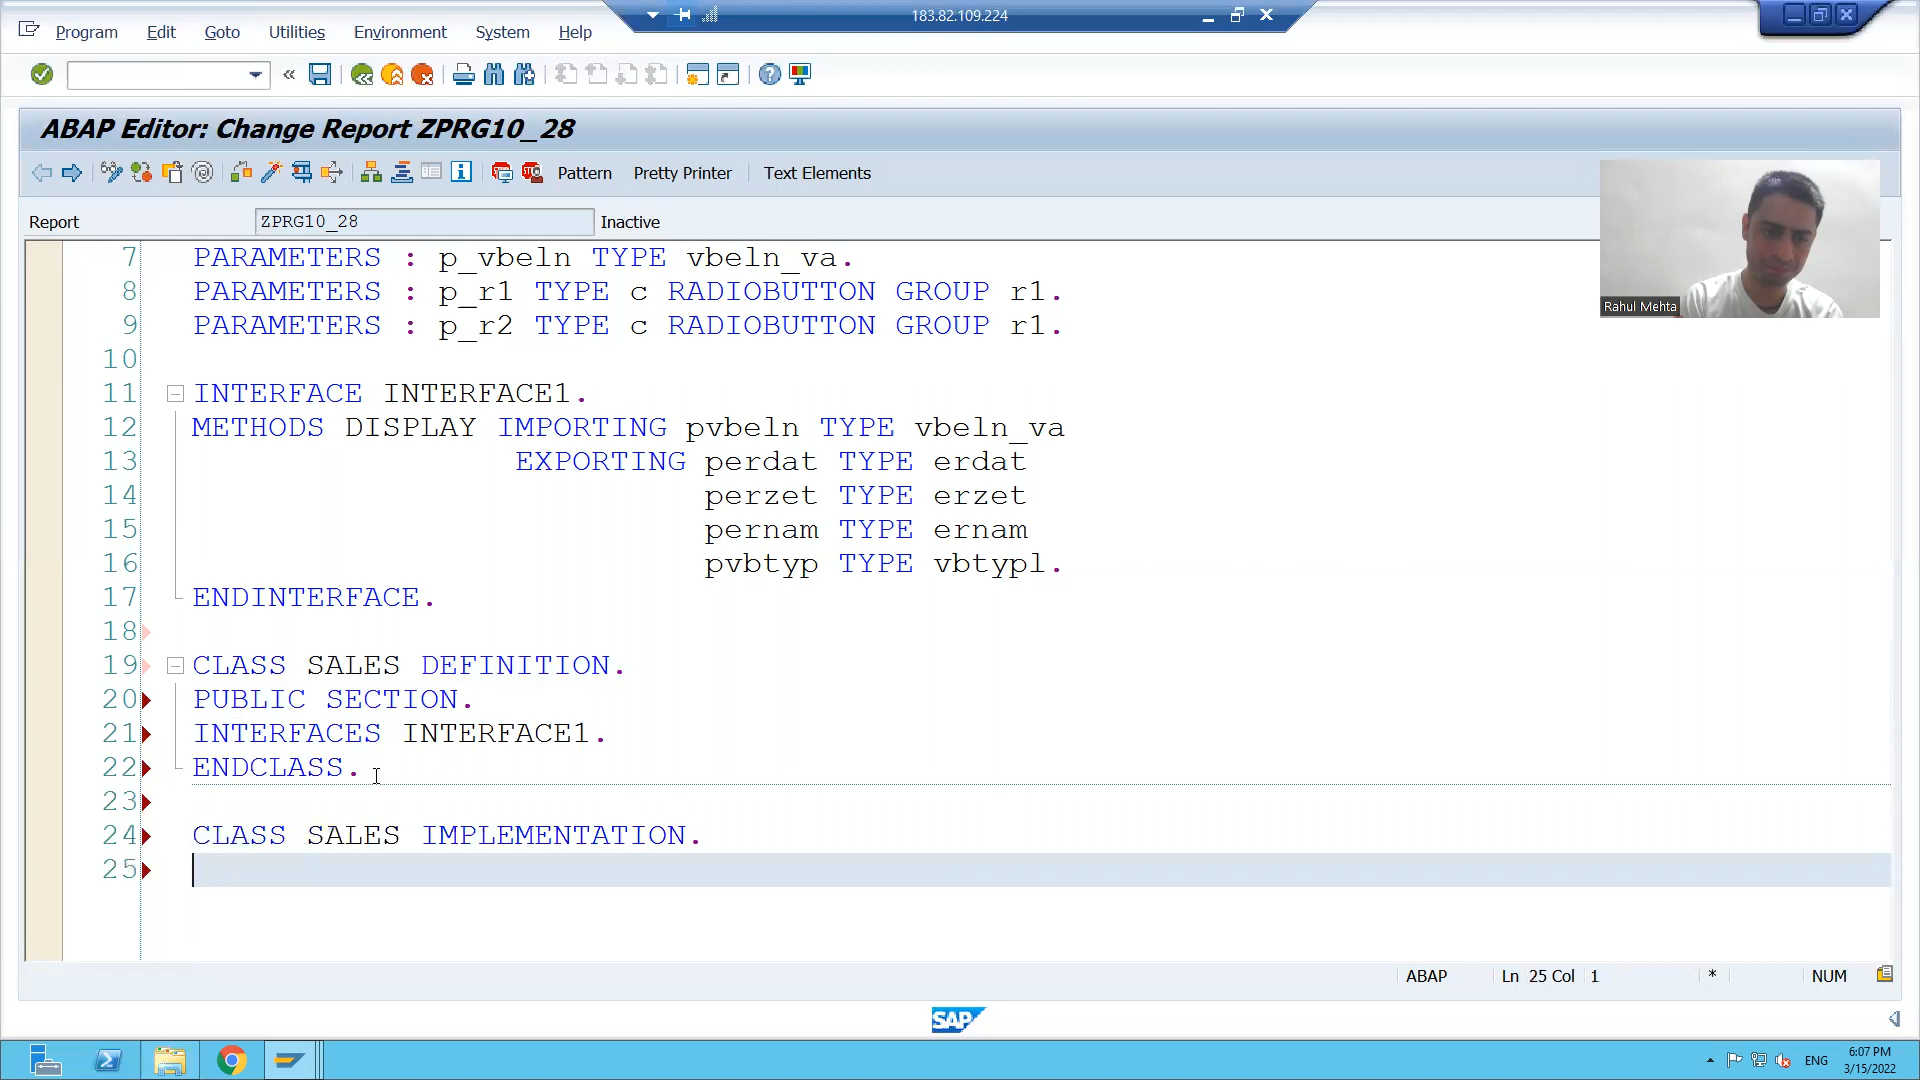 183.82.109.224
Program Edit Goto Utilities Environment System Help
ABAP Editor: Change Report ZPRG10_28
Pattern Pretty Printer Text Elements
Report ZPRG10_28 Inactive
Rahul Mehta
7 PARAMETERS : p_vbeln TYPE vbeln_va.
8 PARAMETERS : p_r1 TYPE c RADIOBUTTON GROUP r1.
9 PARAMETERS : p_r2 TYPE c RADIOBUTTON GROUP r1.
10
11 INTERFACE INTERFACE1.
12 METHODS DISPLAY IMPORTING pvbeln TYPE vbeln_va
13 EXPORTING perdat TYPE erdat
14 perzet TYPE erzet
15 pernam TYPE ernam
16 pvbtyp TYPE vbtypl.
17 ENDINTERFACE.
18
19 CLASS SALES DEFINITION.
20 PUBLIC SECTION.
21 INTERFACES INTERFACE1.
22 ENDCLASS.
23
24 CLASS SALES IMPLEMENTATION.
25
ABAP Ln 25 Col 1 * NUM
SAP
ENG
6:07 PM
3/15/2022